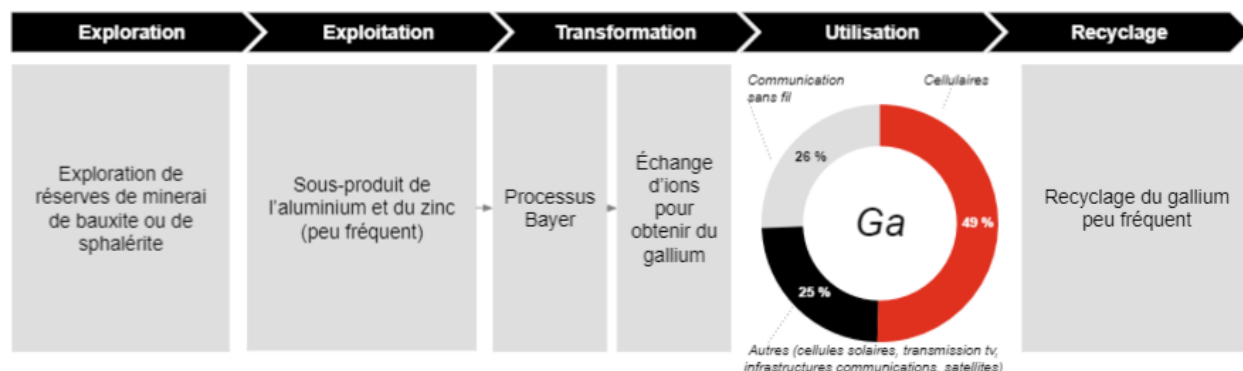 Exploration
Exploitation
Transformation
Utilisation
Recyclage
Exploration de
réserves de minerai
de bauxite ou de
sphalérite
Sous-produit de
l'aluminium et du zinc
(peu fréquent)
Processus
Bayer
Échange
d'ions
pour
obtenir du
gallium
Communication
sans fil
Cellulaires
26 %
Ga
49 %
25 %
Autres (cellules solaires, transmission tv,
infrastructures communications, satellites)
Recyclage du gallium
peu fréquent